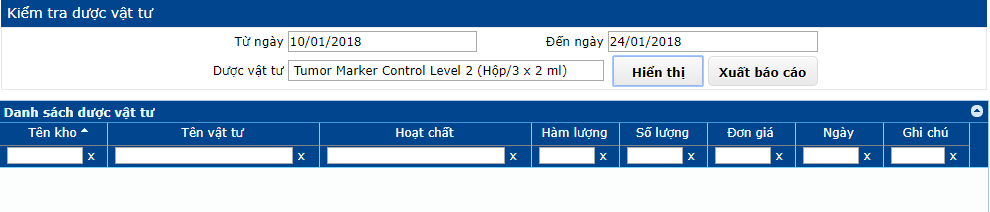 Kiểm tra dược vật tư
Từ ngày 10/01/2018 Đến ngày 24/01/2018
Dược vật tư Tumor Marker Control Level 2 (Hộp/3 x 2 ml) Hiển thị Xuất báo cáo
Danh sách dược vật tư
Tên kho Tên vật tư Hoạt chất Hàm lượng Số lượng Đơn giá Ngày Ghi chú
x x x x x x x x